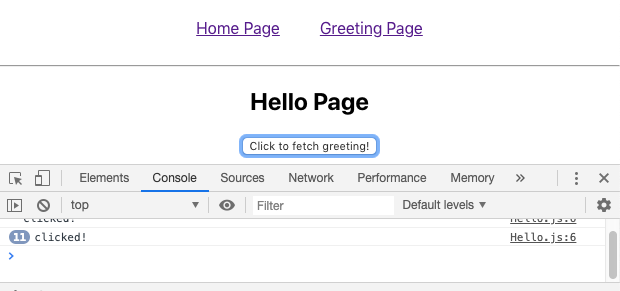 Home Page Greeting Page
Hello Page
Click to fetch greeting!
Elements Console Sources Network Performance Memory »
top ▼ Filter Default levels ▼
clicked! Hello.js:6
11 clicked! Hello.js:6
>